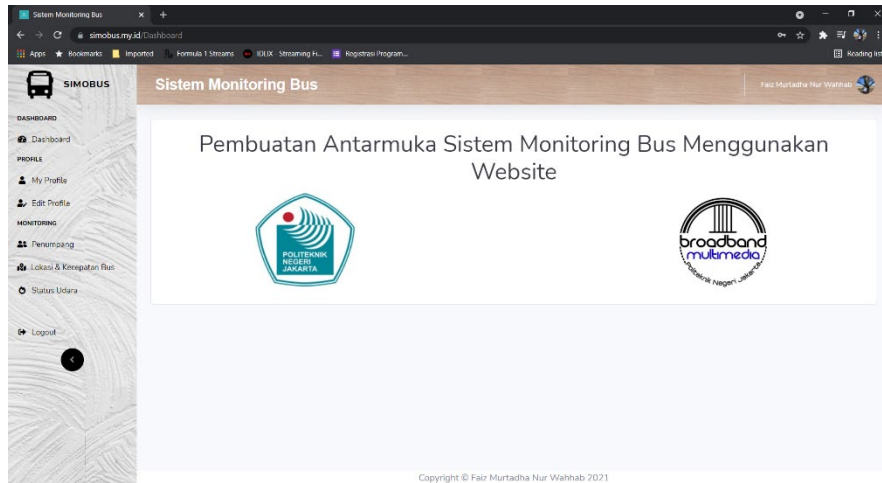 Sistem Monitoring Bus
simobus.my.id/Dashboard
Apps Bookmarks Imported Formula 1 Streams IDLIX - Streaming Fi... Registrasi Program... Reading list
SIMOBUS
Sistem Monitoring Bus
Faiz Murtadha Nur Wahhab
DASHBOARD
Dashboard
PROFILE
My Profile
Edit Profile
MONITORING
Penumpang
Lokasi & Kecepatan Bus
Status Udara
Logout
Pembuatan Antarmuka Sistem Monitoring Bus Menggunakan
Website
POLITEKNIK
NEGERI
JAKARTA
broadband
multimedia
Politeknik Negeri Jakarta
Copyright © Faiz Murtadha Nur Wahhab 2021